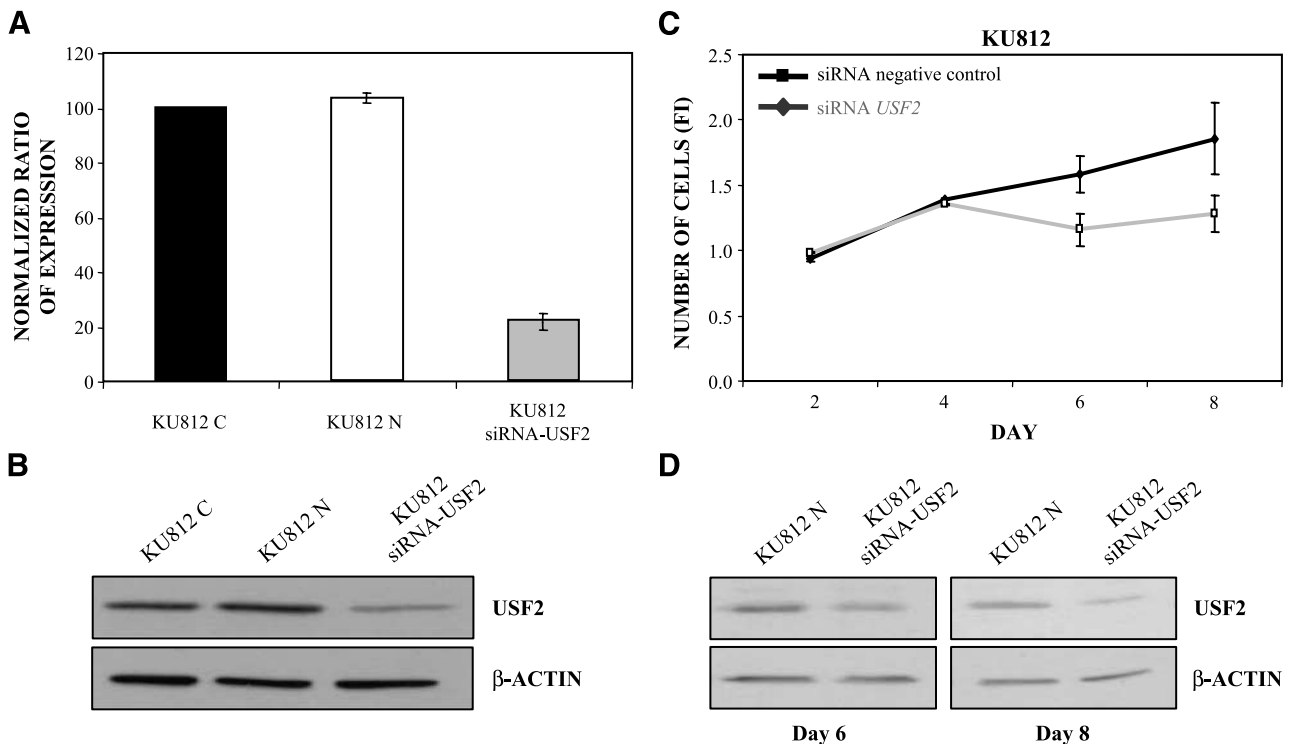 A
NORMALIZED RATIO
OF EXPRESSION
120
100
80
60
40
20
0
KU812 C
KU812 N
KU812
siRNA-USF2
B
KU812 C
KU812 N
KU812
siRNA-USF2
USF2
β-ACTIN
C
KU812
NUMBER OF CELLS (FI)
2.5
2.0
1.5
1.0
0.5
0.0
siRNA negative control
siRNA USF2
2
4
6
8
DAY
D
KU812 N
KU812
siRNA-USF2
KU812 N
KU812
siRNA-USF2
USF2
β-ACTIN
Day 6
Day 8